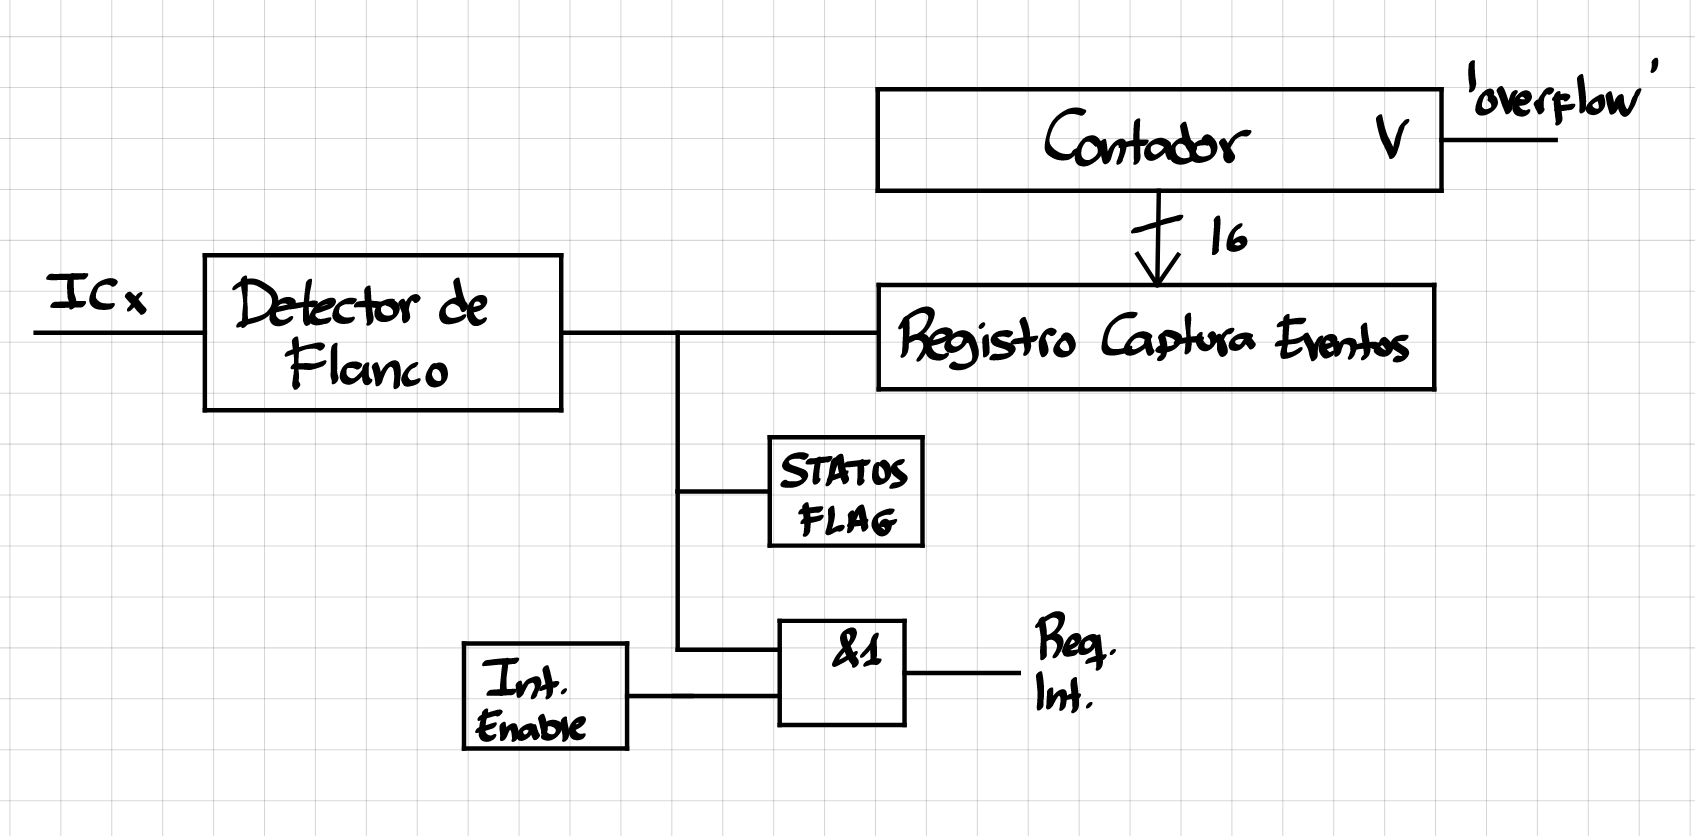 'overflow'
Contador V
16
ICx
Detector de
Flanco
Registro Captura Eventos
STATOS
FLAG
&1
Req.
Int.
Int.
Enable